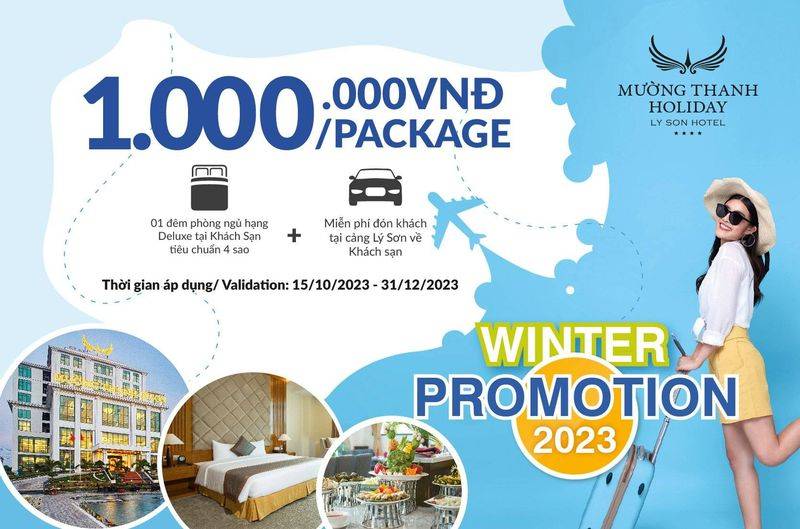 1.000.000VNĐ
/PACKAGE
MƯỜNG THANH
HOLIDAY
LY SON HOTEL
01 đêm phòng ngủ hạng
Deluxe tại Khách Sạn
tiêu chuẩn 4 sao
+
Miễn phí đón khách
tại cảng Lý Sơn về
Khách sạn
Thời gian áp dụng/ Validation: 15/10/2023 - 31/12/2023
WINTER
PROMOTION
2023